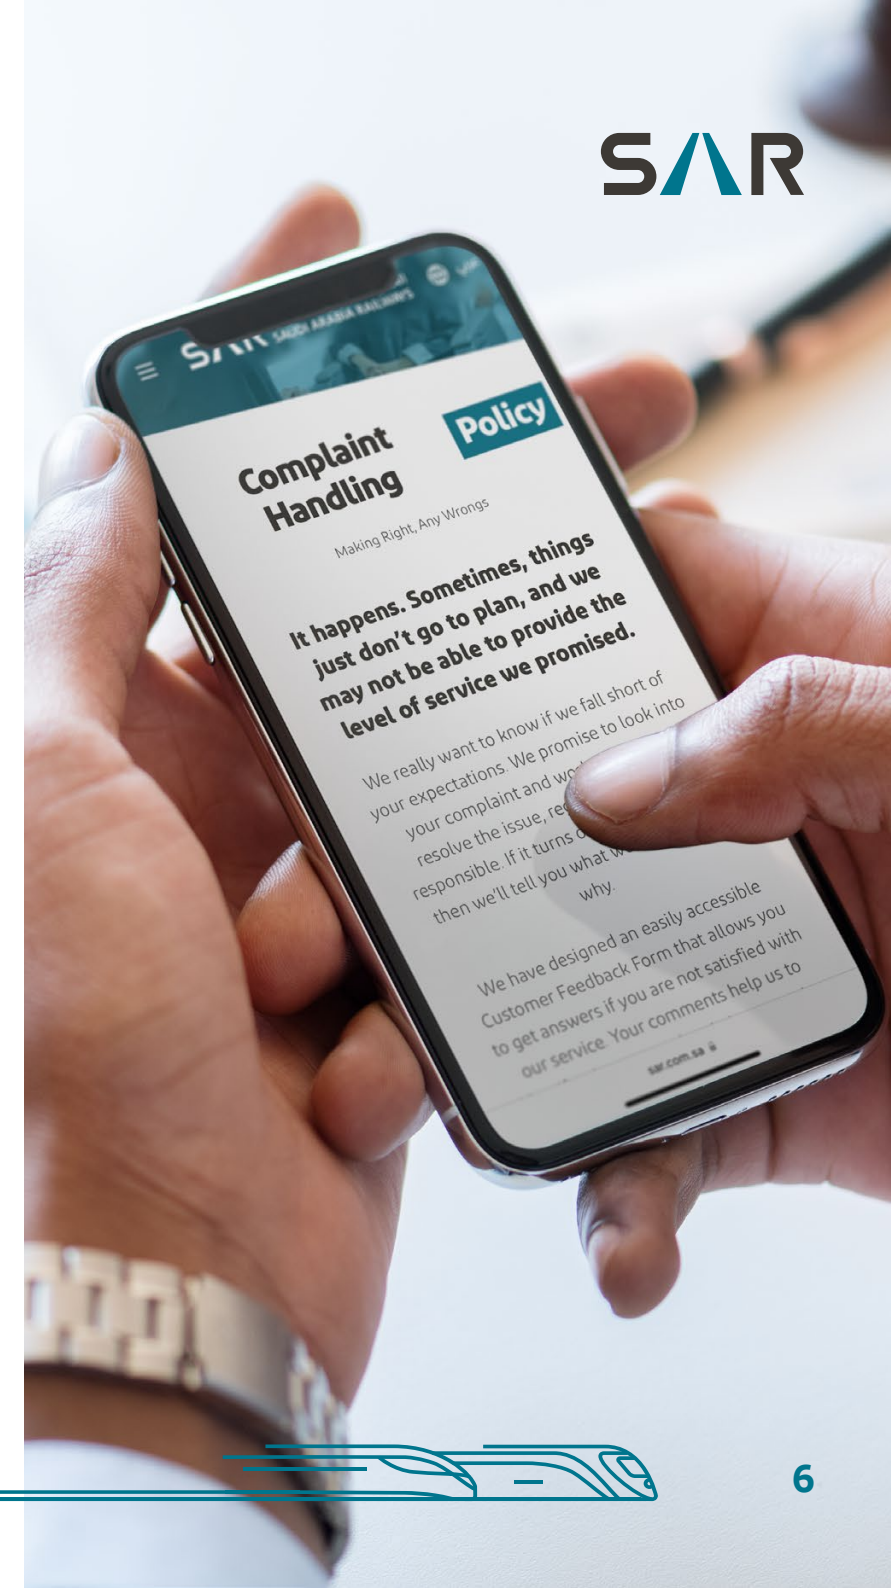 SAR
SAR SAUDI ARABIA RAILWAYS
Complaint
Handling
Policy
Making Right, Any Wrongs
It happens. Sometimes, things
just don't go to plan, and we
may not be able to provide the
level of service we promised.
We really want to know if we fall short of
your expectations. We promise to look into
your complaint and
resolve the issue,
responsible. If it turns
then we'll tell you what
why.
We have designed an easily accessible
Customer Feedback Form that allows you
to get answers if you are not satisfied with
our service. Your comments help us to
sar.com.sa
6